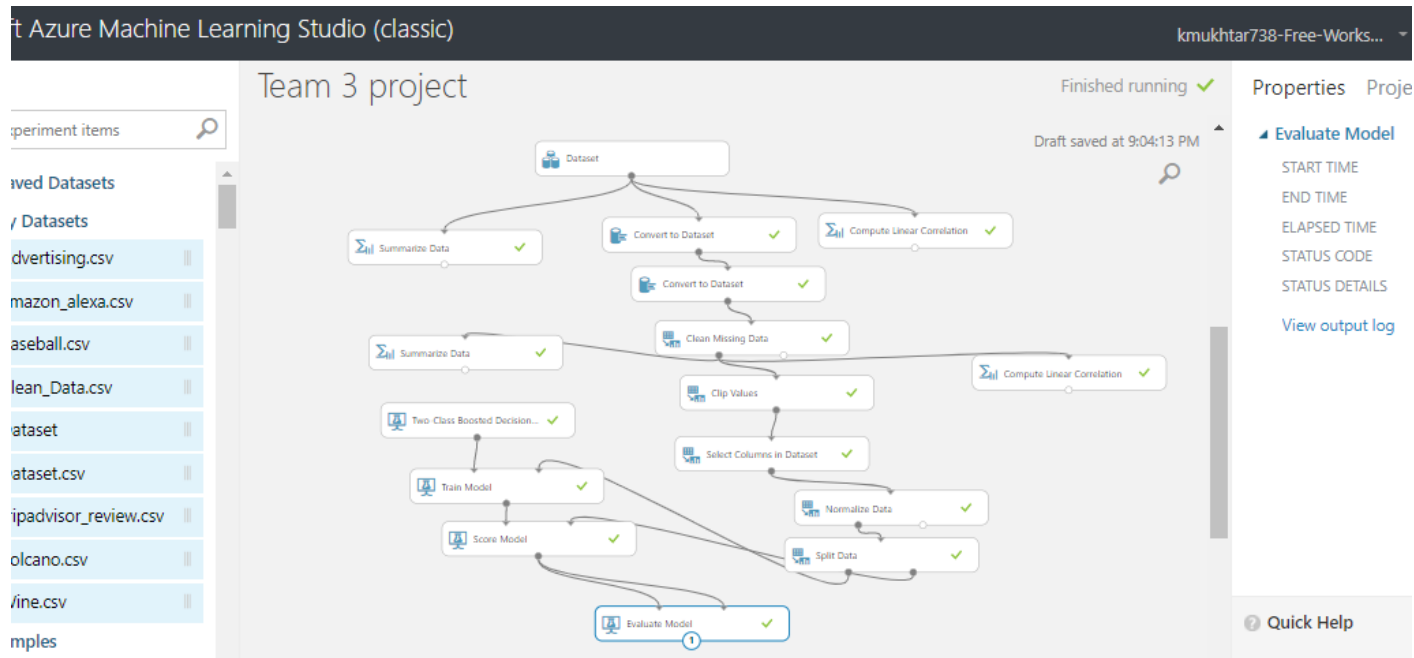 ft Azure Machine Learning Studio (classic)
kmukhtar738-Free-Works...
Team 3 project
Finished running
Properties Proje
xperiment items
Draft saved at 9:04:13 PM
Evaluate Model
START TIME
END TIME
ELAPSED TIME
STATUS CODE
STATUS DETAILS
View output log
aved Datasets
y Datasets
dvertising.csv
mazon_alexa.csv
aseball.csv
lean_Data.csv
ataset
ataset.csv
ripadvisor_review.csv
olcano.csv
Vine.csv
mples
Dataset
Summarize Data
Convert to Dataset
Compute Linear Correlation
Convert to Dataset
Clean Missing Data
Summarize Data
Compute Linear Correlation
Clip Values
Two-Class Boosted Decision...
Select Columns in Dataset
Train Model
Normalize Data
Score Model
Split Data
Evaluate Model
1
Quick Help